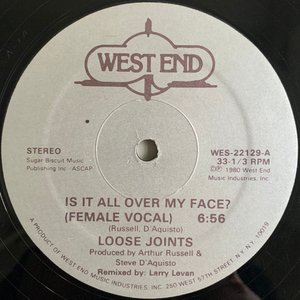 WEST END
STEREO
Sugar Biscuit Music
Publishing Inc. -ASCAP
WES-22129-A
33-1/3 RPM
©℗ 1980 West End
Music Industries, Inc.
IS IT ALL OVER MY FACE?
(FEMALE VOCAL) 6:56
(Russell, D'Aquisto)
LOOSE JOINTS
Produced by Arthur Russell &
Steve D'Aquisto
Remixed by: Larry Levan
A PRODUCT OF WEST END MUSIC INDUSTRIES, INC. 250 WEST 57TH STREET, N.Y., N.Y. 10019